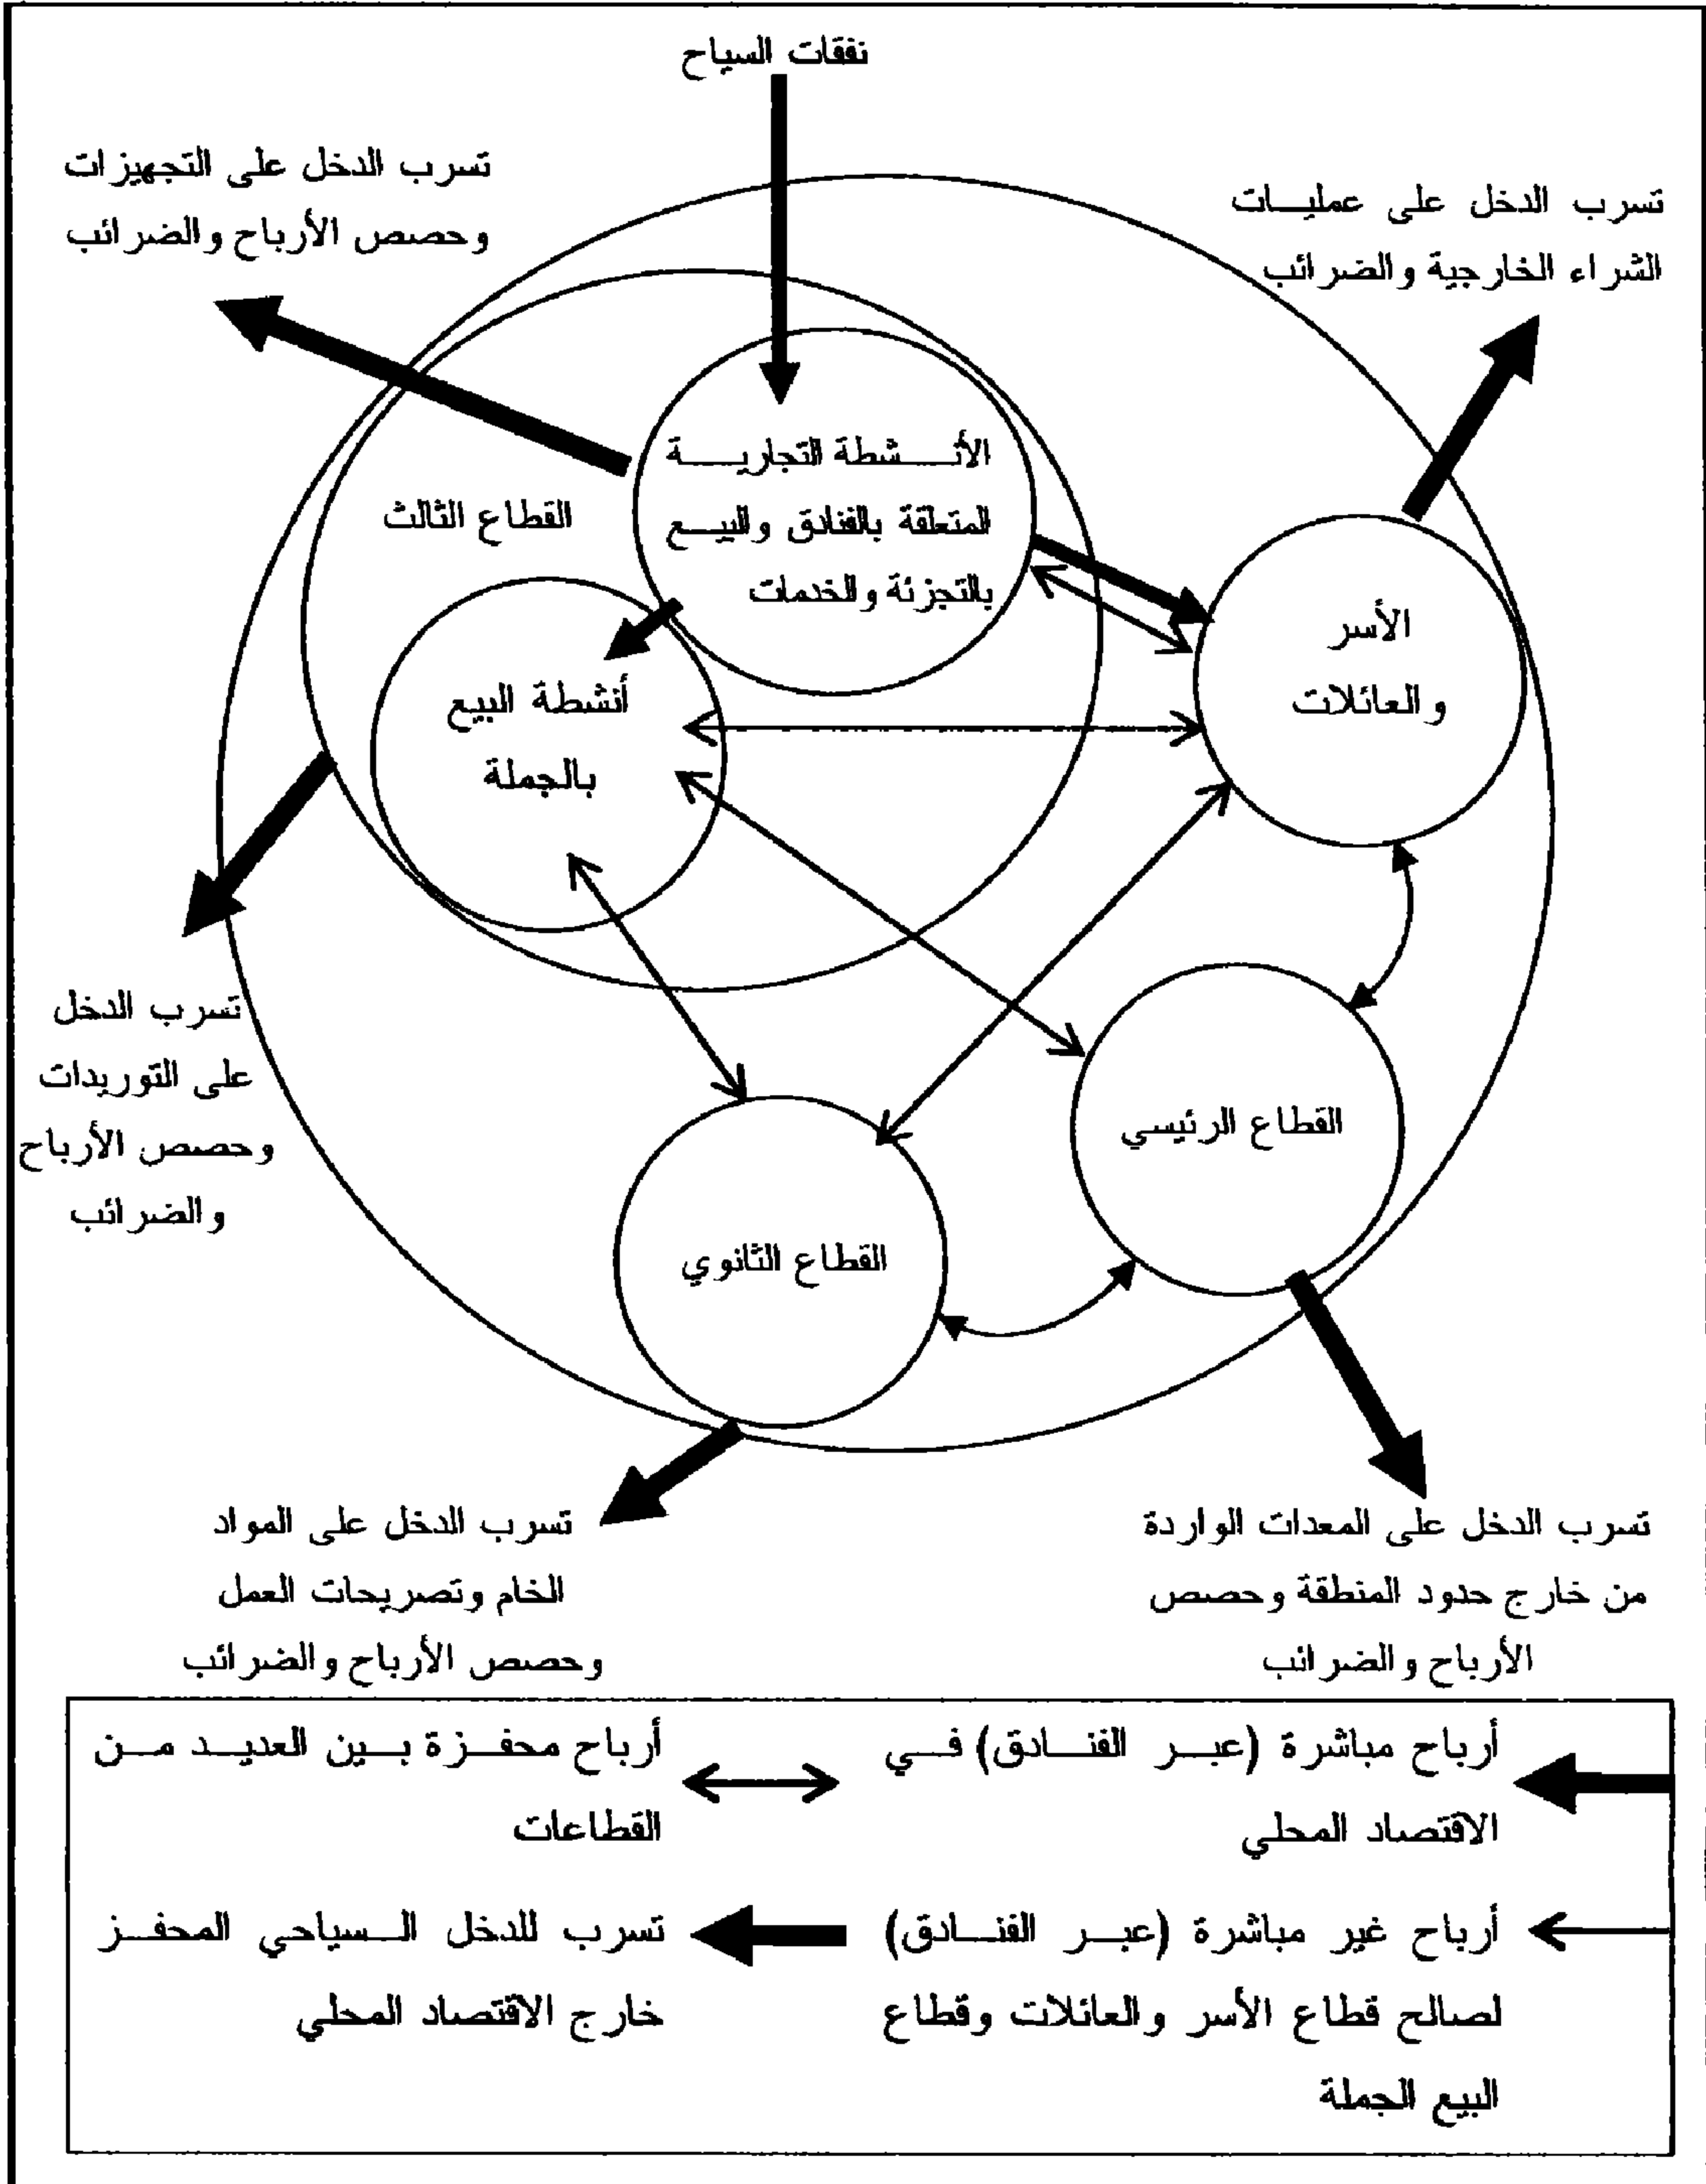 نفقات السياح
تسرب الدخل على عمليات
الشراء الخارجية والضرائب
تسرب الدخل على التجهيزات
وحصص الأرباح والضرائب
الأنشطة التجارية
المتعلقة بالفنادق والبيع
بالتجزئة والخدمات
القطاع الثالث
الأسر
والعائلات
أنشطة البيع
بالجملة
تسرب الدخل
على التوريدات
وحصص الأرباح
والضرائب
القطاع الرئيسي
القطاع الثانوي
تسرب الدخل على المعدات الواردة
من خارج حدود المنطقة وحصص
الأرباح والضرائب
تسرب الدخل على المواد
الخام وتصريحات العمل
وحصص الأرباح والضرائب
أرباح مباشرة (عبر الفنادق) في
الاقتصاد المحلي
أرباح محفزة بين العديد من
القطاعات
أرباح غير مباشرة (عبر الفنادق)
لصالح قطاع الأسر والعائلات وقطاع
البيع الجملة
تسرب للدخل السياحي المحفز
خارج الاقتصاد المحلي